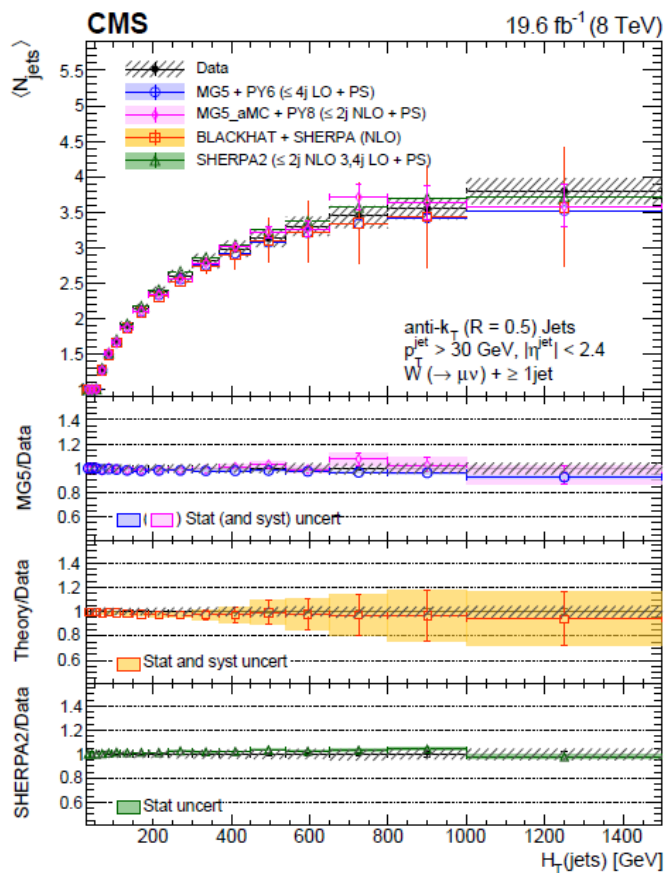 CMS 19.6 fb⁻¹ (8 TeV)
⟨N_jets⟩
5.5
5
4.5
4
3.5
3
2.5
2
1.5
1
Data
MG5 + PY6 (≤ 4j LO + PS)
MG5_aMC + PY8 (≤ 2j NLO + PS)
BLACKHAT + SHERPA (NLO)
SHERPA2 (≤ 2j NLO 3,4j LO + PS)
anti-k_T (R = 0.5) Jets
p_T^jet > 30 GeV, |η^jet| < 2.4
W (→ μν) + ≥ 1jet
MG5/Data
1.4
1.2
1
0.8
0.6
( ) Stat (and syst) uncert
Theory/Data
1.4
1.2
1
0.8
0.6
Stat and syst uncert
SHERPA2/Data
1.4
1.2
1
0.8
0.6
Stat uncert
200 400 600 800 1000 1200 1400
H_T(jets) [GeV]